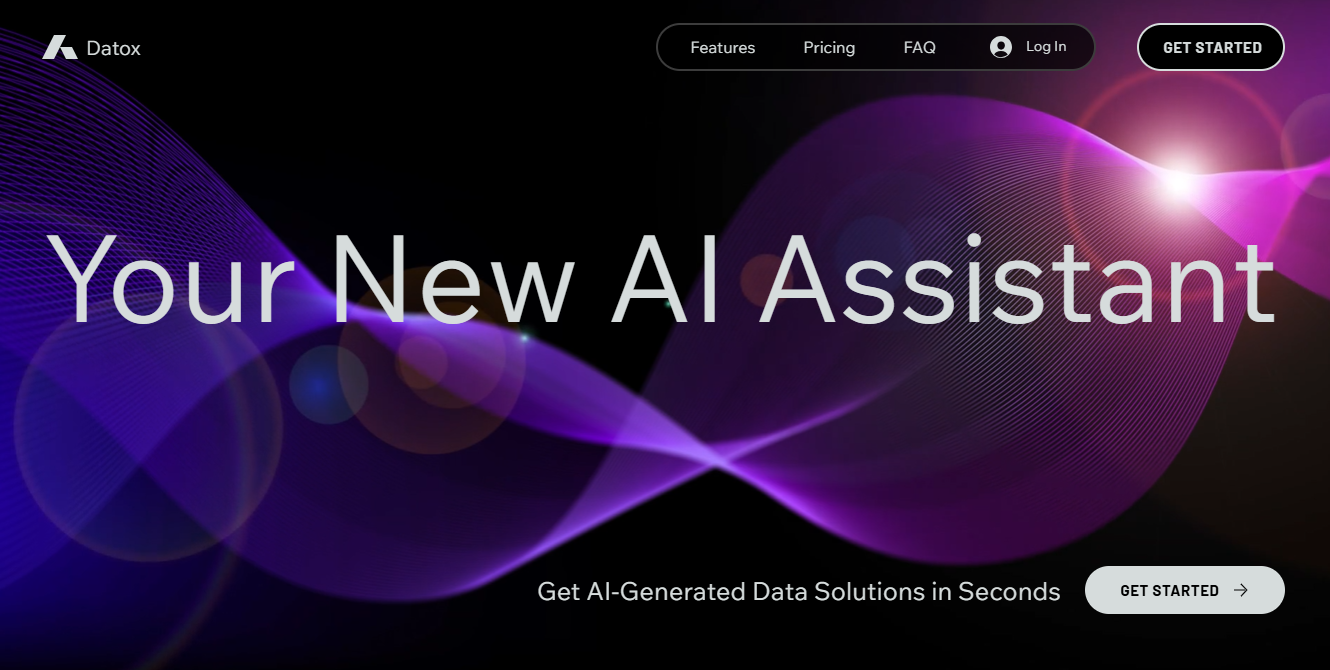 Datox
Features
Pricing
FAQ
Log In
GET STARTED
Your New AI Assistant
Get AI-Generated Data Solutions in Seconds
GET STARTED